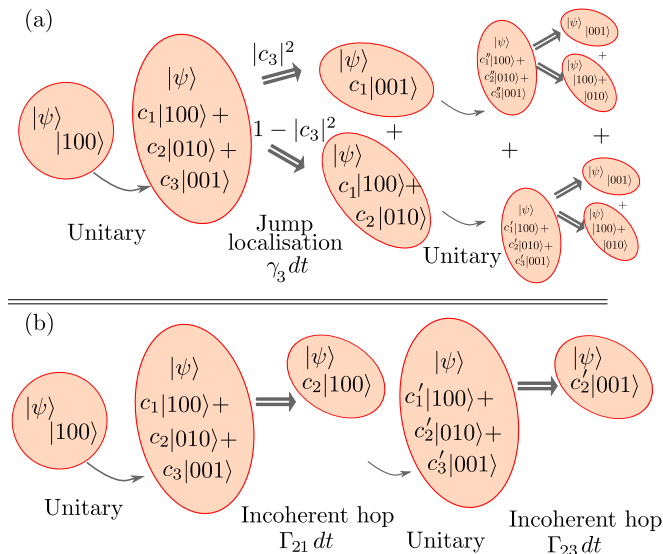 (a)
|ψ⟩
|100⟩
Unitary
|ψ⟩
c₁|100⟩ +
c₂|010⟩ +
c₃|001⟩
|c₃|²
1 − |c₃|²
Jump
localisation
γ₃ dt
|ψ⟩
c₁|001⟩
+
|ψ⟩
c₁|100⟩+
c₂|010⟩
Unitary
|ψ⟩
c₁″|100⟩+
c₂″|010⟩+
c₃″|001⟩
+
|ψ⟩
c₁′|100⟩+
c₂′|010⟩+
c₃′|001⟩
|ψ⟩
|001⟩
+
|ψ⟩
|100⟩+
|010⟩
+
|ψ⟩
|001⟩
+
|ψ⟩
|100⟩+
|010⟩
(b)
|ψ⟩
|100⟩
Unitary
|ψ⟩
c₁|100⟩ +
c₂|010⟩ +
c₃|001⟩
Incoherent hop
Γ₂₁ dt
|ψ⟩
c₂|100⟩
Unitary
|ψ⟩
c₁′|100⟩+
c₂′|010⟩+
c₃′|001⟩
Incoherent hop
Γ₂₃ dt
|ψ⟩
c₂′|001⟩